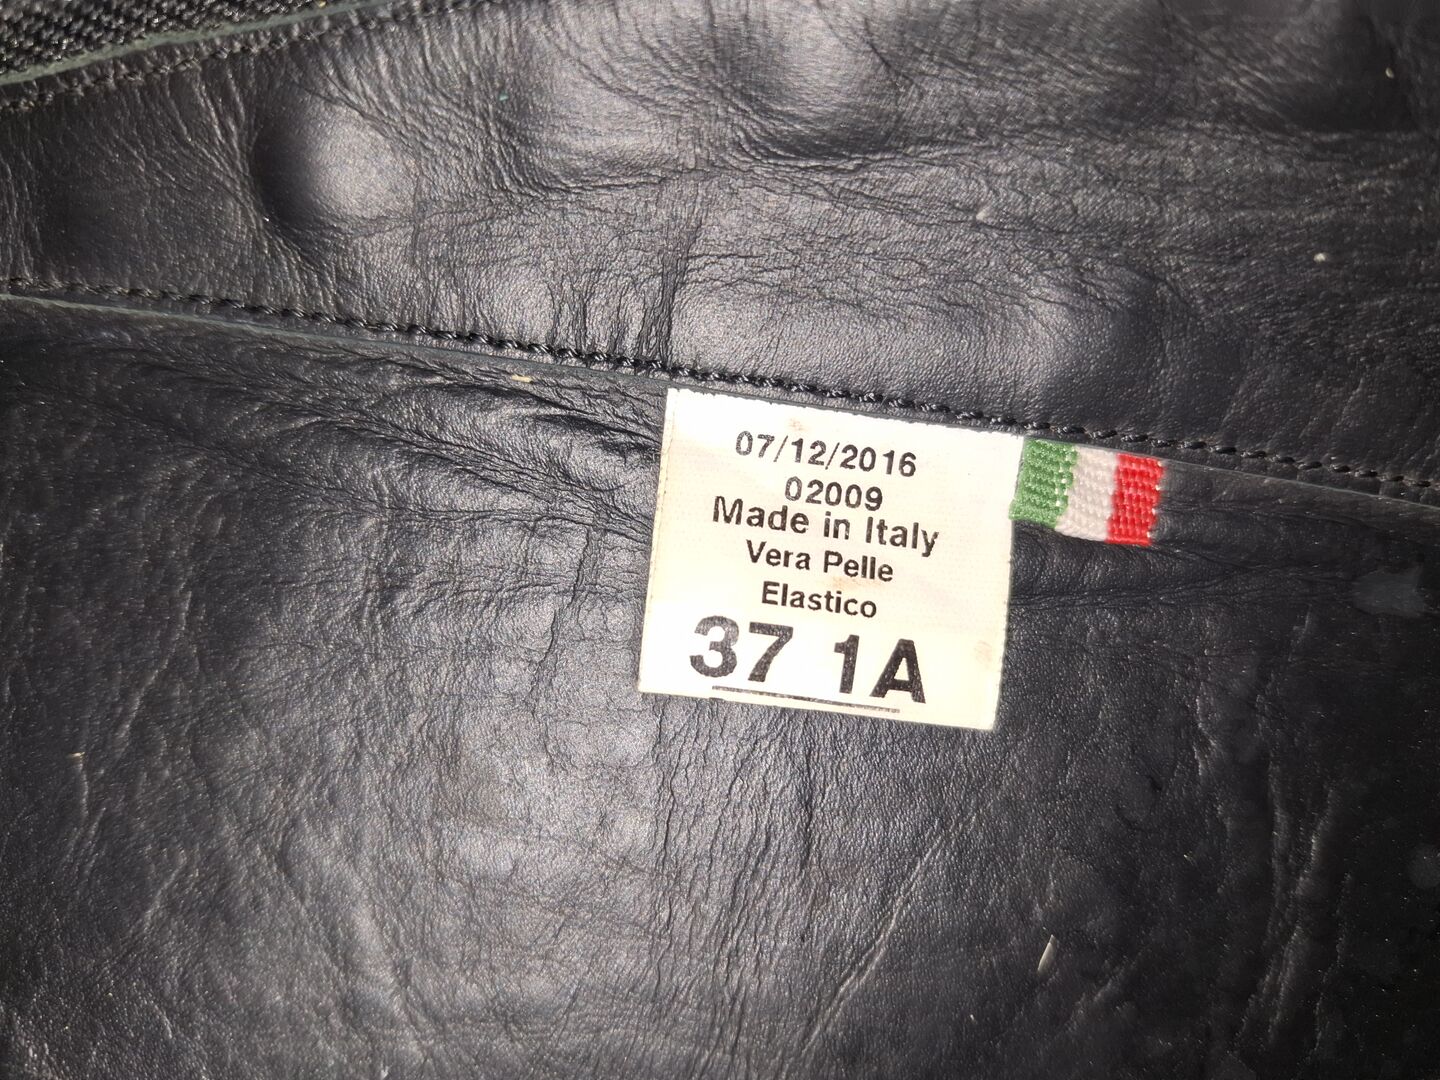 07/12/2016
02009
Made in Italy
Vera Pelle
Elastico
37 1A